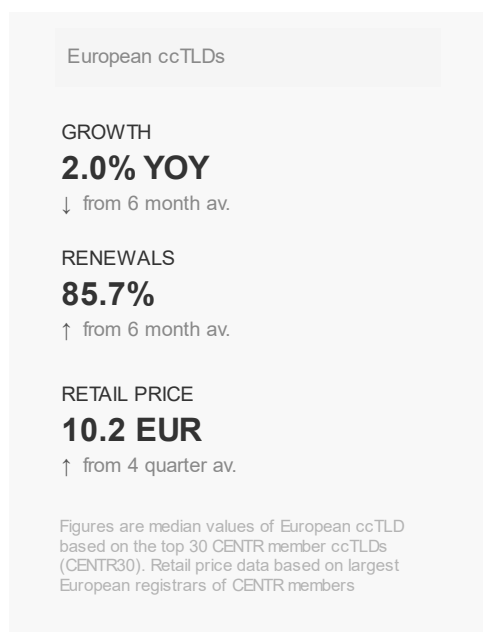 European ccTLDs
GROWTH
2.0% YOY
↓ from 6 month av.
RENEWALS
85.7%
↑ from 6 month av.
RETAIL PRICE
10.2 EUR
↑ from 4 quarter av.
Figures are median values of European ccTLD
based on the top 30 CENTR member ccTLDs
(CENTR30). Retail price data based on largest
European registrars of CENTR members